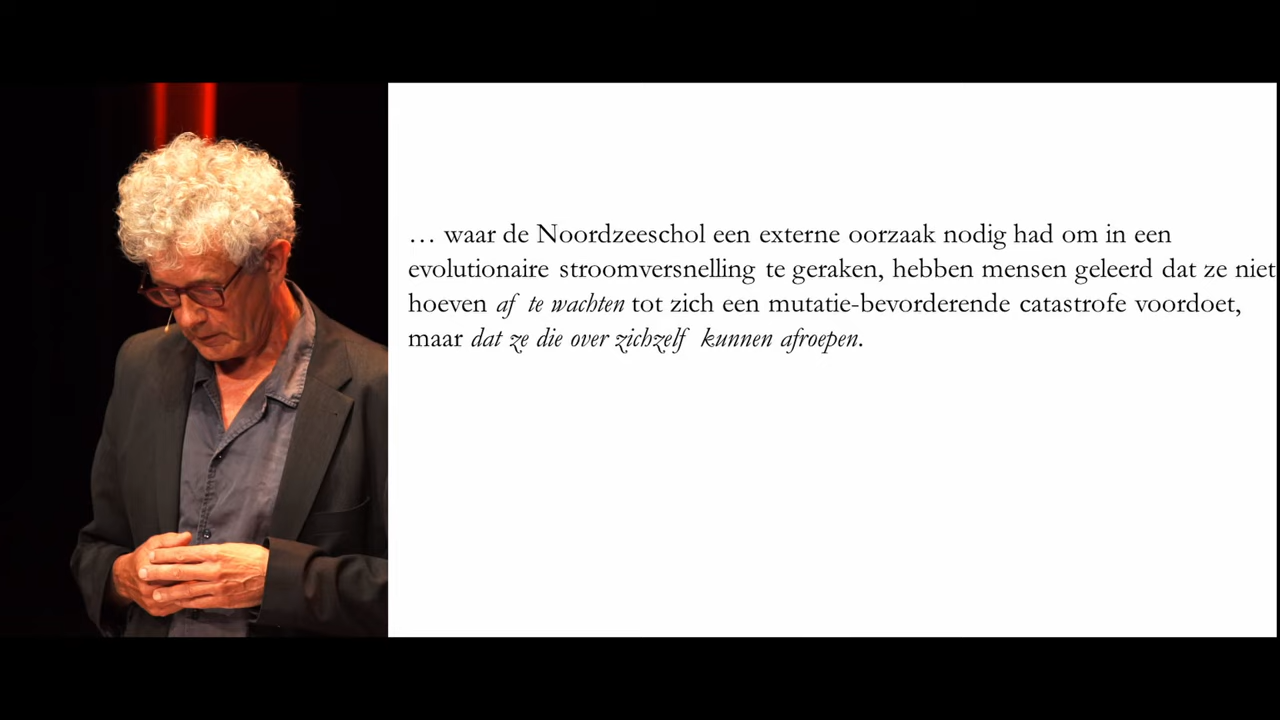 … waar de Noordzeeschol een externe oorzaak nodig had om in een
evolutionaire stroomversnelling te geraken, hebben mensen geleerd dat ze niet
hoeven af te wachten tot zich een mutatie-bevorderende catastrofe voordoet,
maar dat ze die over zichzelf kunnen afroepen.